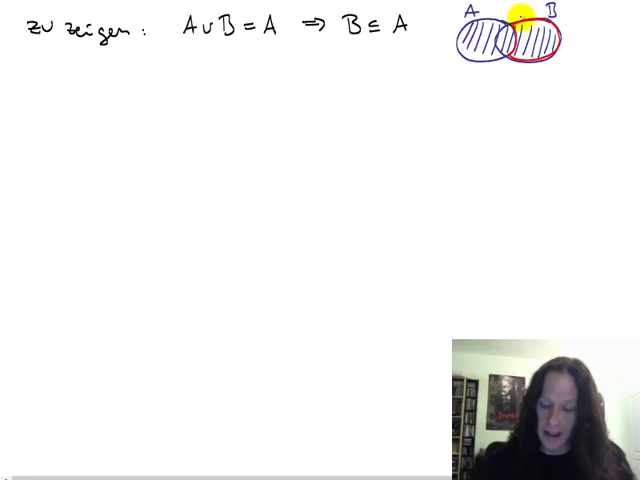 A B
zu zeigen: A ∪ B = A ⇒ B ⊆ A